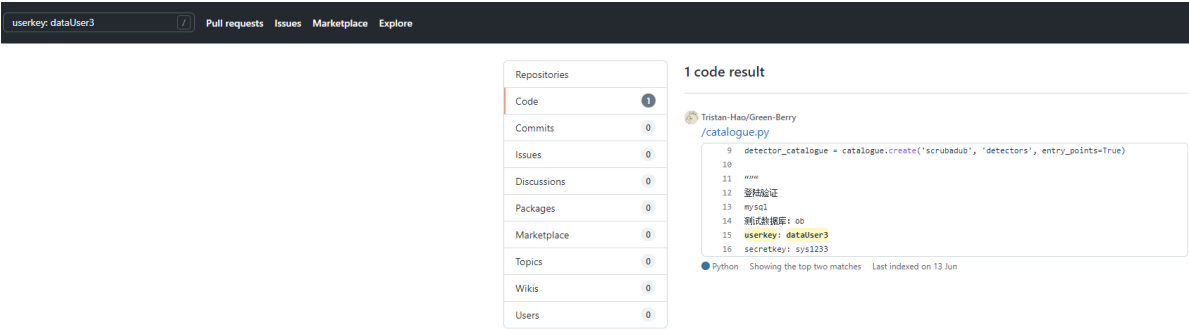 userkey: dataUser3 / Pull requests Issues Marketplace Explore
Repositories
Code 1
Commits 0
Issues 0
Discussions 0
Packages 0
Marketplace 0
Topics 0
Wikis 0
Users 0
1 code result
Tristan-Hao/Green-Berry
/catalogue.py
9 detector_catalogue = catalogue.create('scrubadub', 'detectors', entry_points=True)
10
11 """
12 登陆验证
13 mysql
14 测试数据库: ob
15 userkey: dataUser3
16 secretkey: sys1233
Python Showing the top two matches Last indexed on 13 Jun